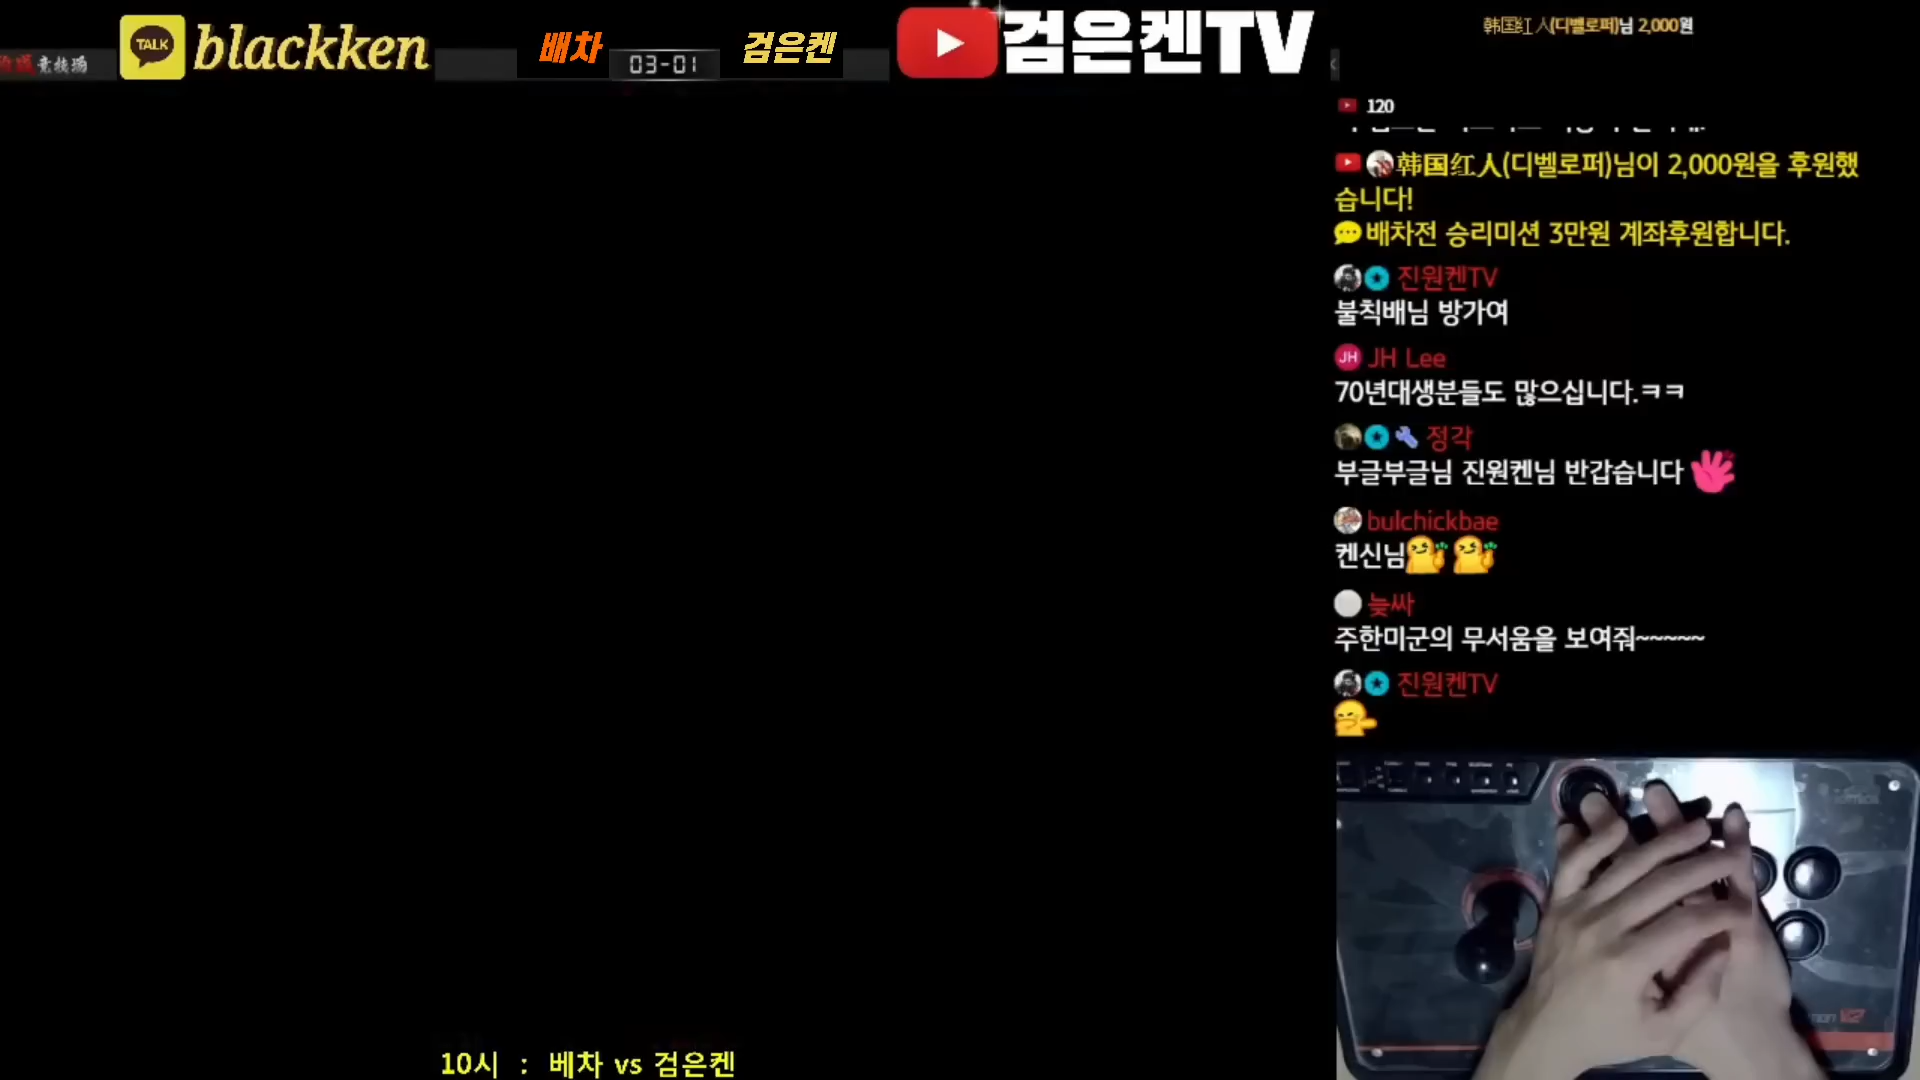 竞技场
TALK
blackken
배차
03-01
검은켄
검은켄TV
韩国红人(디벨로퍼)님 2,000원
120
韩国红人(디벨로퍼)님이 2,000원을 후원했
습니다!
배차전 승리미션 3만원 계좌후원합니다.
진원켄TV
불칙배님 방가여
JH JH Lee
70년대생분들도 많으십니다.ㅋㅋ
정각
부글부글님 진원켄님 반갑습니다
bulchickbae
켄신님
늦싸
주한미군의 무서움을 보여줘~~~~~
진원켄TV
10시 : 베차 vs 검은켄